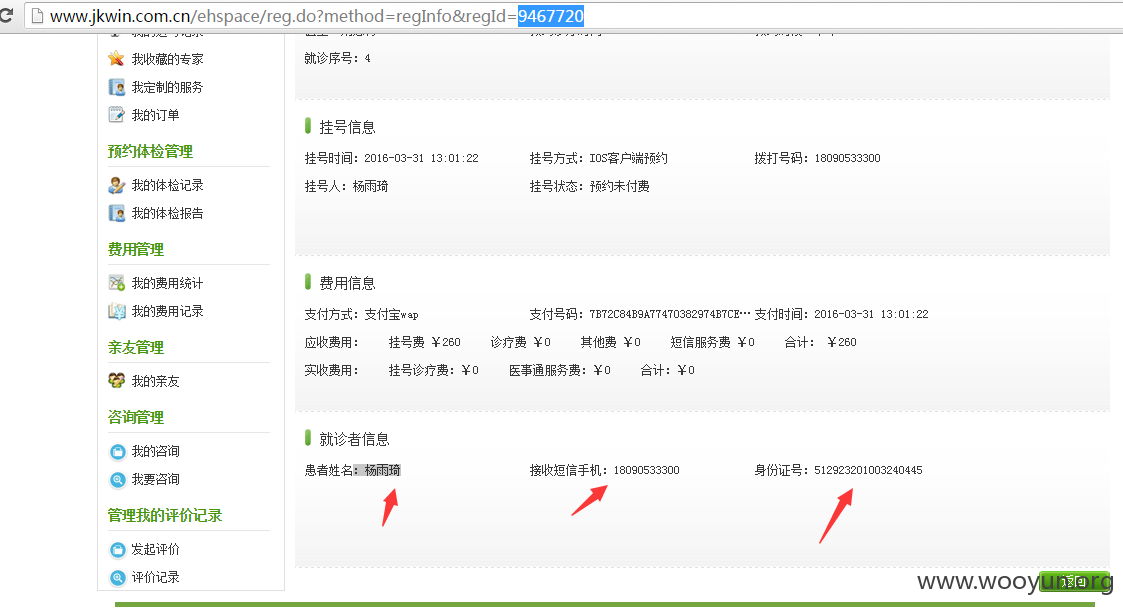 www.jkwin.com.cn/ehspace/reg.do?method=regInfo&regId=9467720
我收藏的专家
就诊序号：4
我定制的服务
我的订单
挂号信息
预约体检管理
挂号时间：2016-03-31 13:01:22 挂号方式：IOS客户端预约 拨打号码：18090533300
我的体检记录
挂号人：杨雨琦 挂号状态：预约未付费
我的体检报告
费用管理
费用信息
我的费用统计
我的费用记录
支付方式：支付宝wap 支付号码：7B72C84B9A77470382974B7CE… 支付时间：2016-03-31 13:01:22
应收费用： 挂号费 ￥260 诊疗费 ￥0 其他费 ￥0 短信服务费 ￥0 合计： ￥260
亲友管理
实收费用： 挂号诊疗费：￥0 医事通服务费：￥0 合计：￥0
我的亲友
咨询管理
就诊者信息
我的咨询
我要咨询
患者姓名：杨雨琦 接收短信手机：18090533300 身份证号：512923201003240445
管理我的评价记录
发起评价
评价记录
返回
www.wooyun.org